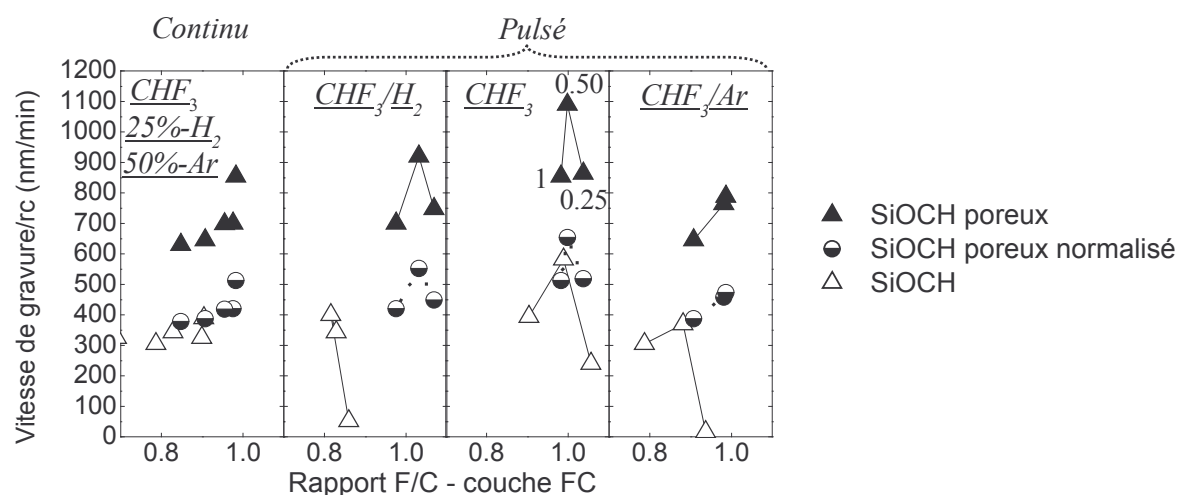 Continu
Pulsé
Vitesse de gravure/rc (nm/min)
1200
1100
1000
900
800
700
600
500
400
300
200
100
0
CHF3
25%-H2
50%-Ar
CHF3/H2
CHF3
0.50
1
0.25
CHF3/Ar
0.8
1.0
0.8
1.0
0.8
1.0
0.8
1.0
Rapport F/C - couche FC
SiOCH poreux
SiOCH poreux normalisé
SiOCH